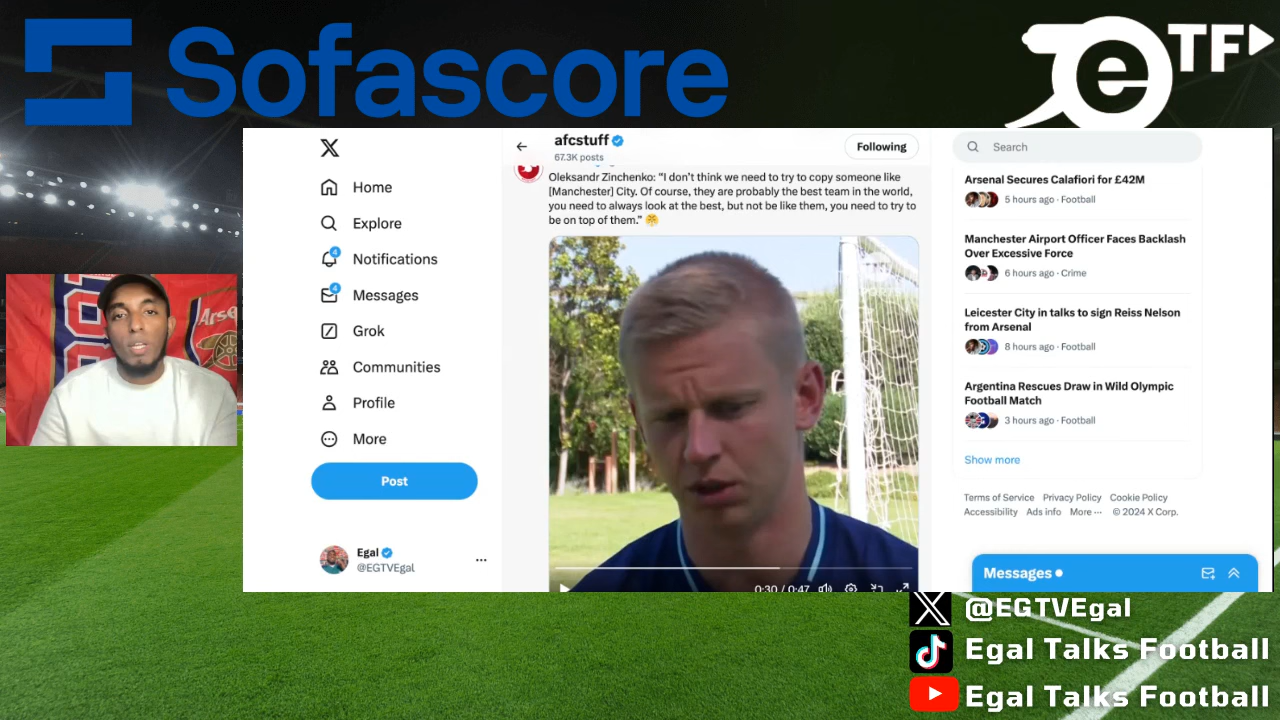 Sofascore
e TF
X
afcstuff
67.3K posts
Following
Search
Home
Explore
4
Notifications
4
Messages
Grok
Communities
Profile
More
Post
Egal
@EGTVEgal
Oleksandr Zinchenko: “I don’t think we need to try to copy someone like
[Manchester] City. Of course, they are probably the best team in the world,
you need to always look at the best, but not be like them, you need to try to
be on top of them.” 😤
0:30 / 0:47
Arsenal Secures Calafiori for £42M
5 hours ago · Football
Manchester Airport Officer Faces Backlash
Over Excessive Force
6 hours ago · Crime
Leicester City in talks to sign Reiss Nelson
from Arsenal
8 hours ago · Football
Argentina Rescues Draw in Wild Olympic
Football Match
3 hours ago · Football
Show more
Terms of Service Privacy Policy Cookie Policy
Accessibility Ads info More ··· © 2024 X Corp.
Messages
Arse
X @EGTVEgal
Egal Talks Football
Egal Talks Football